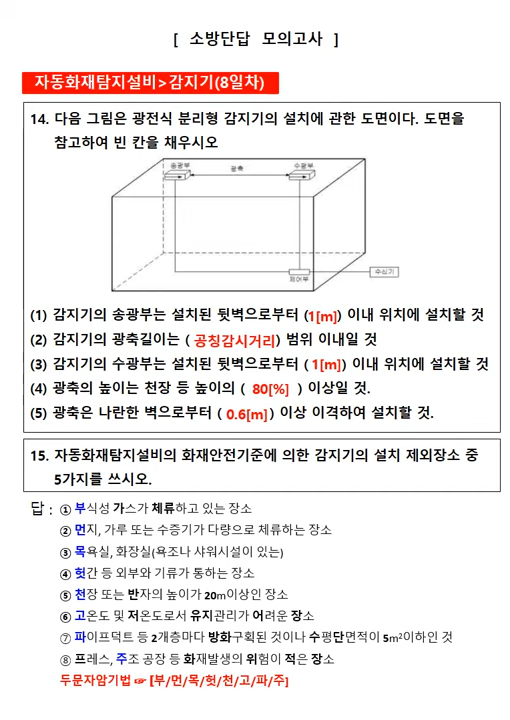 [ 소방단답 모의고사 ]
자동화재탐지설비>감지기(8일차)
14. 다음 그림은 광전식 분리형 감지기의 설치에 관한 도면이다. 도면을
참고하여 빈 칸을 채우시오
송광부 광축 수광부
제어부 수신기
(1) 감지기의 송광부는 설치된 뒷벽으로부터 (1[m]) 이내 위치에 설치할 것
(2) 감지기의 광축길이는 ( 공칭감시거리) 범위 이내일 것
(3) 감지기의 수광부는 설치된 뒷벽으로부터 ( 1[m]) 이내 위치에 설치할 것
(4) 광축의 높이는 천장 등 높이의 ( 80[%] ) 이상일 것.
(5) 광축은 나란한 벽으로부터 ( 0.6[m]) 이상 이격하여 설치할 것.
15. 자동화재탐지설비의 화재안전기준에 의한 감지기의 설치 제외장소 중
5가지를 쓰시오.
답 : ① 부식성 가스가 체류하고 있는 장소
② 먼지, 가루 또는 수증기가 다량으로 체류하는 장소
③ 목욕실, 화장실(욕조나 샤워시설이 있는)
④ 헛간 등 외부와 기류가 통하는 장소
⑤ 천장 또는 반자의 높이가 20m이상인 장소
⑥ 고온도 및 저온도로서 유지관리가 어려운 장소
⑦ 파이프덕트 등 2개층마다 방화구획된 것이나 수평단면적이 5m²이하인 것
⑧ 프레스, 주조 공장 등 화재발생의 위험이 적은 장소
두문자암기법 ☞ [부/먼/목/헛/천/고/파/주]